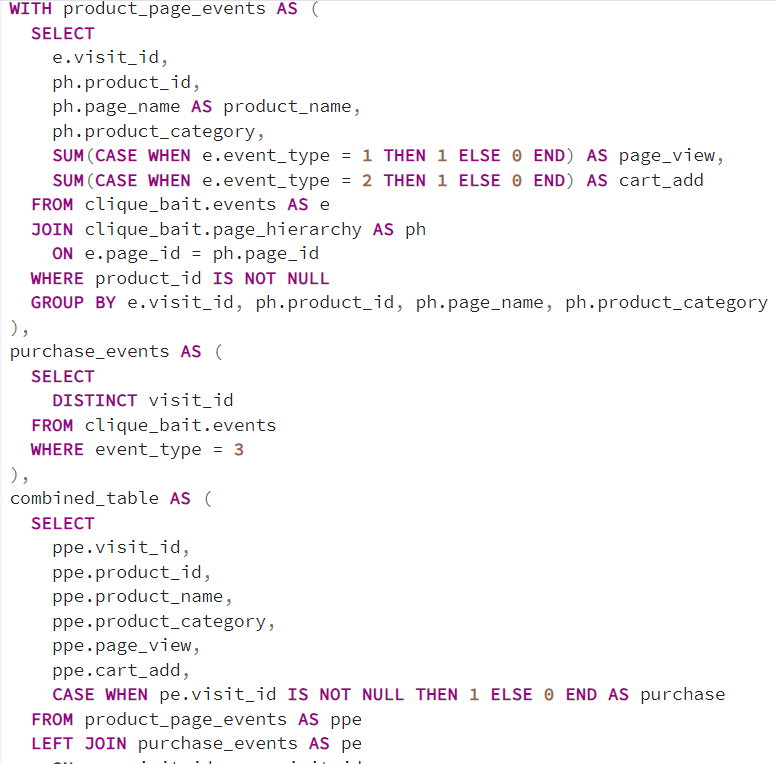 WITH product_page_events AS (
SELECT
e.visit_id,
ph.product_id,
ph.page_name AS product_name,
ph.product_category,
SUM(CASE WHEN e.event_type = 1 THEN 1 ELSE 0 END) AS page_view,
SUM(CASE WHEN e.event_type = 2 THEN 1 ELSE 0 END) AS cart_add
FROM clique_bait.events AS e
JOIN clique_bait.page_hierarchy AS ph
ON e.page_id = ph.page_id
WHERE product_id IS NOT NULL
GROUP BY e.visit_id, ph.product_id, ph.page_name, ph.product_category
),
purchase_events AS (
SELECT
DISTINCT visit_id
FROM clique_bait.events
WHERE event_type = 3
),
combined_table AS (
SELECT
ppe.visit_id,
ppe.product_id,
ppe.product_name,
ppe.product_category,
ppe.page_view,
ppe.cart_add,
CASE WHEN pe.visit_id IS NOT NULL THEN 1 ELSE 0 END AS purchase
FROM product_page_events AS ppe
LEFT JOIN purchase_events AS pe